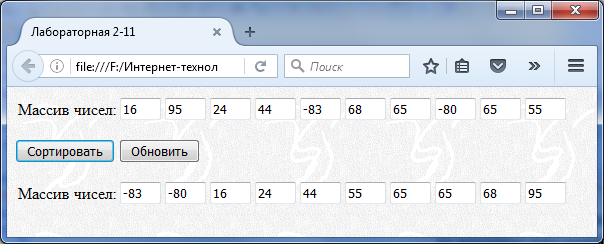 Лабораторная 2-11
file:///F:/Интернет-технол
Поиск
Массив чисел: 16 95 24 44 -83 68 65 -80 65 55
Сортировать Обновить
Массив чисел: -83 -80 16 24 44 55 65 65 68 95